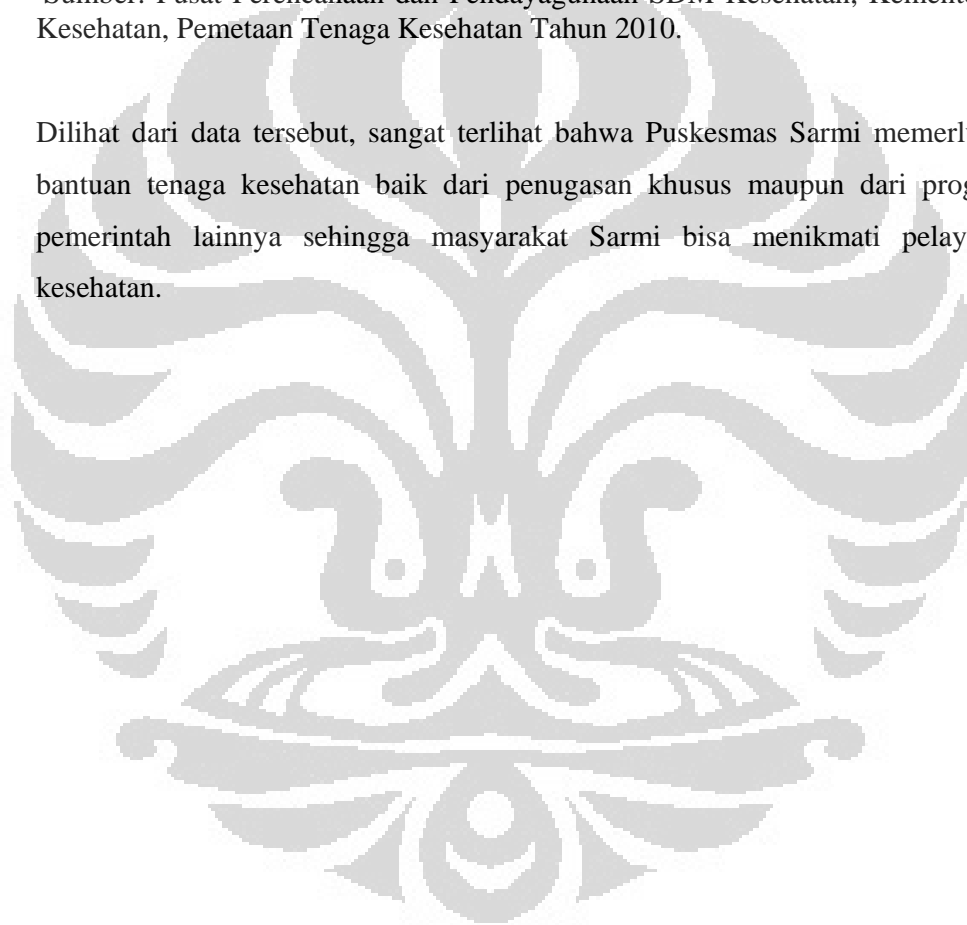 Sumber: Pusat Perencanaan dan Pendayagunaan SDM Kesehatan,
Kesehatan, Pemetaan Tenaga Kesehatan Tahun 2010.
Dilihat dari data tersebut, sangat terlihat bahwa Puskesmas Sarmi
bantuan tenaga kesehatan baik dari penugasan khusus maupun dari
pemerintah lainnya sehingga masyarakat Sarmi bisa menikmati
kesehatan.